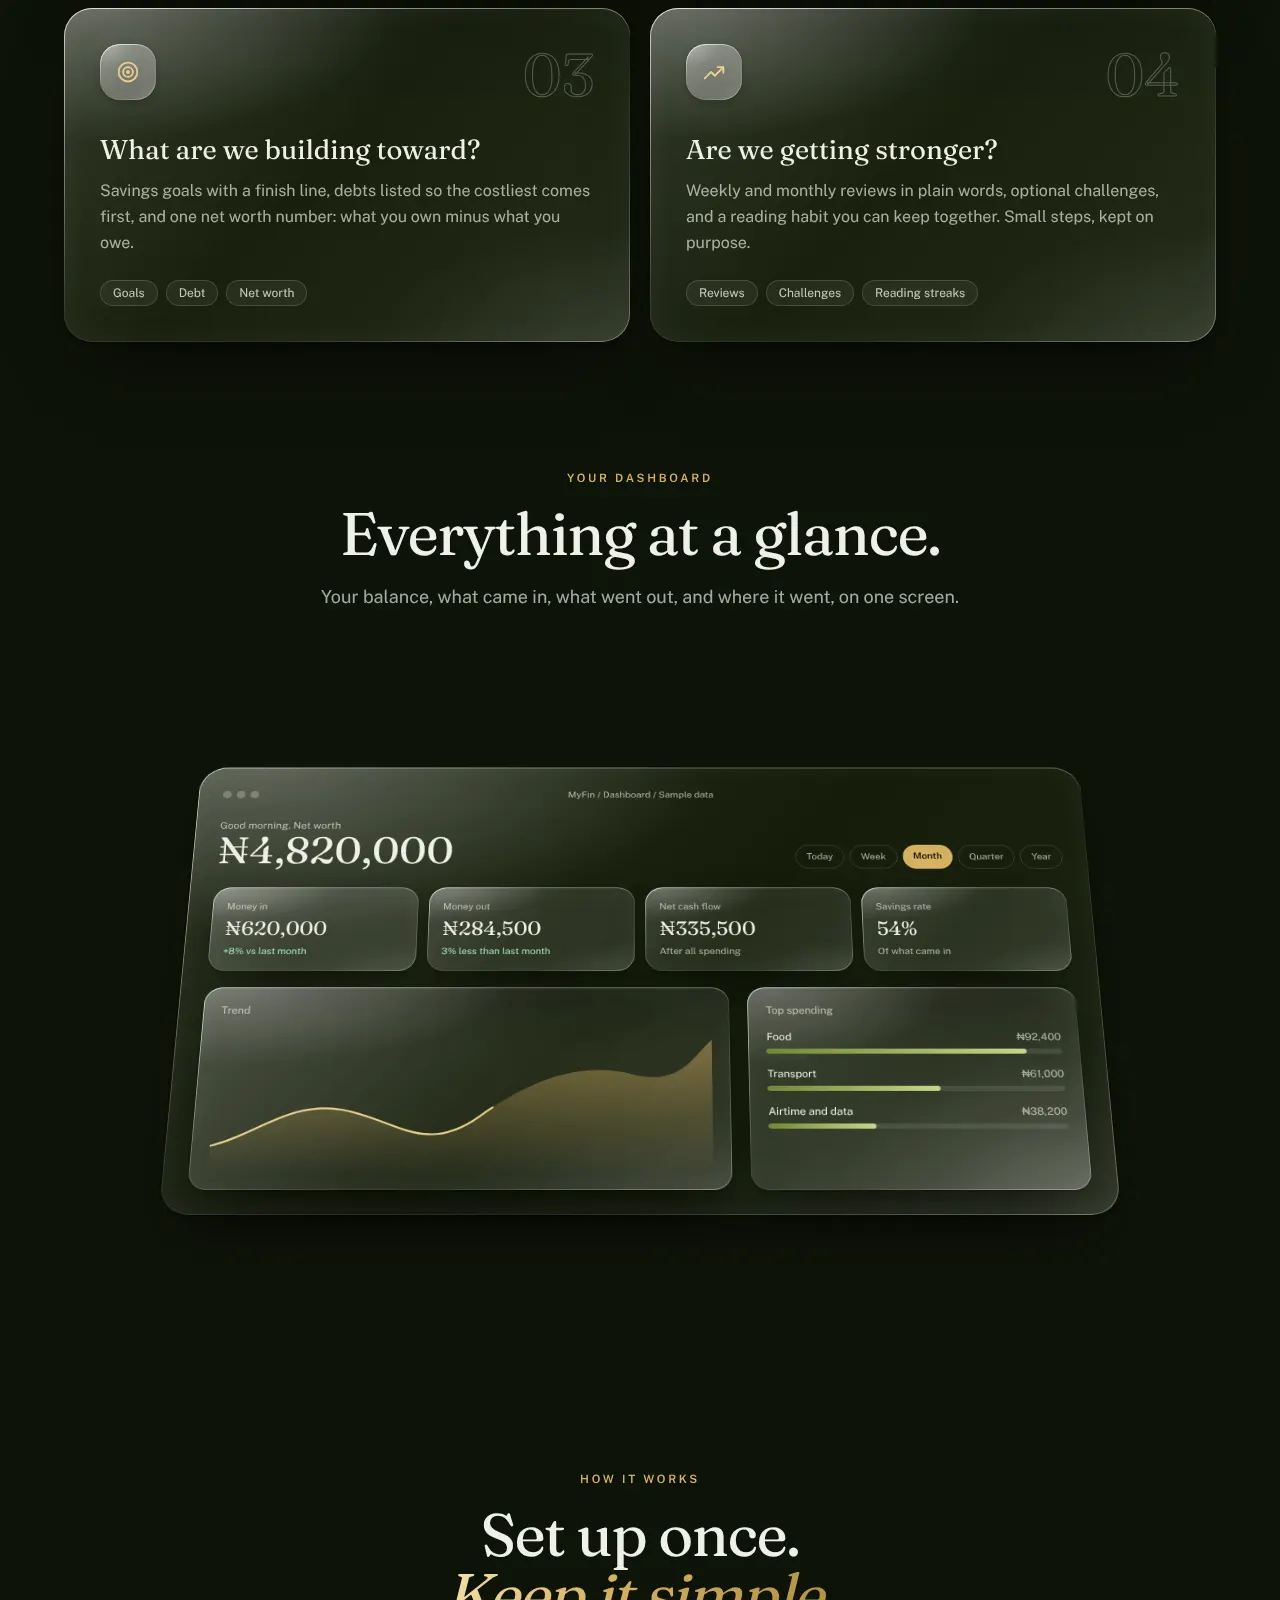 03
What are we building toward?
Savings goals with a finish line, debts listed so the costliest comes
first, and one net worth number: what you own minus what you
owe.
Goals
Debt
Net worth
04
Are we getting stronger?
Weekly and monthly reviews in plain words, optional challenges,
and a reading habit you can keep together. Small steps, kept on
purpose.
Reviews
Challenges
Reading streaks
YOUR DASHBOARD
Everything at a glance.
Your balance, what came in, what went out, and where it went, on one screen.
MyFin / Dashboard / Sample data
Good morning, Net worth
₦4,820,000
Today
Week
Month
Quarter
Year
Money in
₦620,000
+8% vs last month
Money out
₦284,500
3% less than last month
Net cash flow
₦335,500
After all spending
Savings rate
54%
Of what came in
Trend
Top spending
Food ₦92,400
Transport ₦61,000
Airtime and data ₦38,200
HOW IT WORKS
Set up once.
Keep it simple